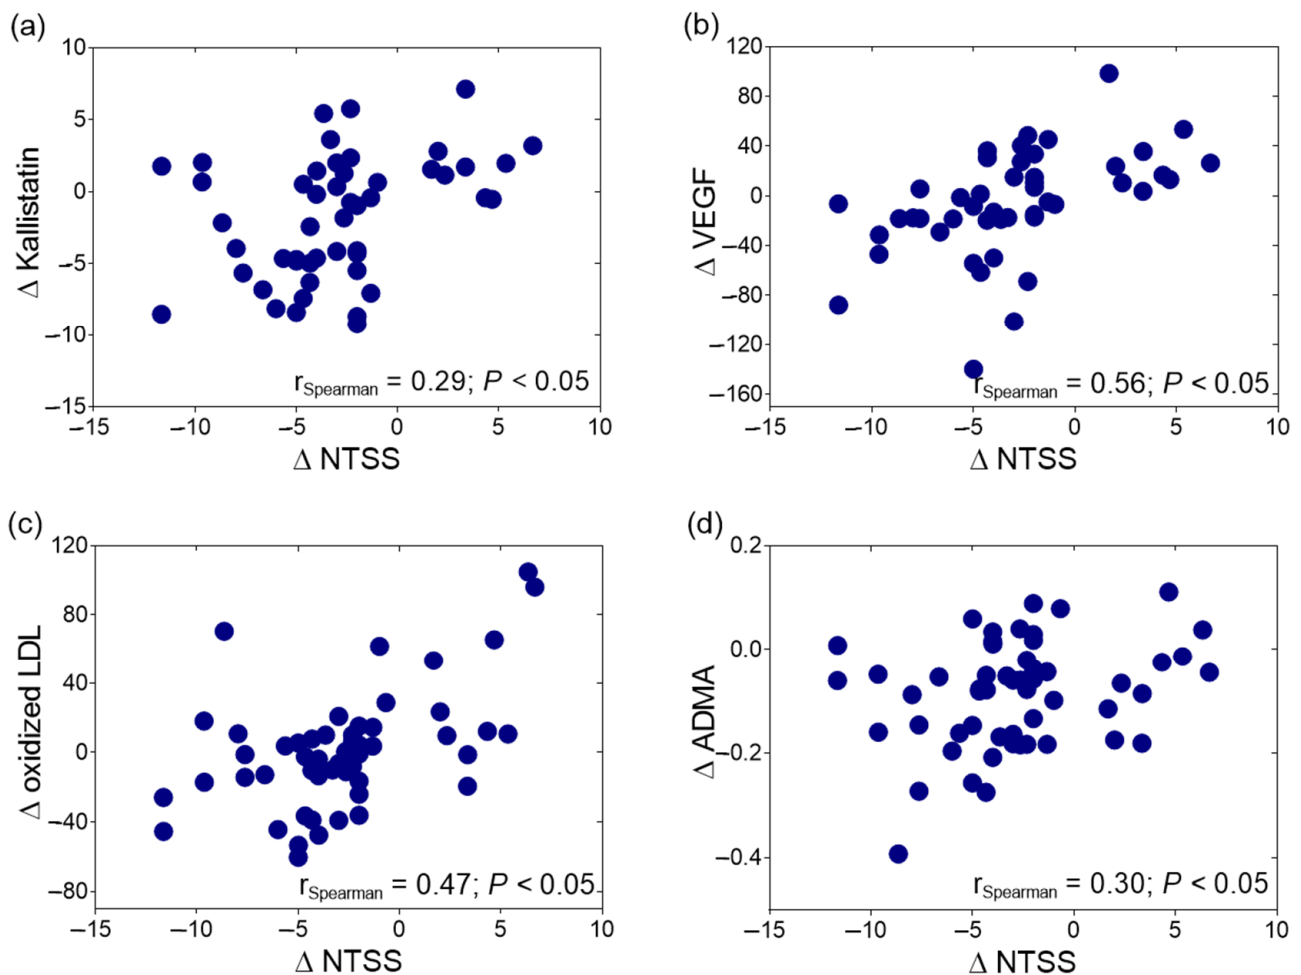 (a)
10
5
0
–5
–10
–15
Δ Kallistatin
–15 –10 –5 0 5 10
Δ NTSS
rSpearman = 0.29; P < 0.05
(b)
120
80
40
0
–40
–80
–120
–160
Δ VEGF
–15 –10 –5 0 5 10
Δ NTSS
rSpearman = 0.56; P < 0.05
(c)
120
80
40
0
–40
–80
Δ oxidized LDL
–15 –10 –5 0 5 10
Δ NTSS
rSpearman = 0.47; P < 0.05
(d)
0.2
0.0
–0.2
–0.4
Δ ADMA
–15 –10 –5 0 5 10
Δ NTSS
rSpearman = 0.30; P < 0.05